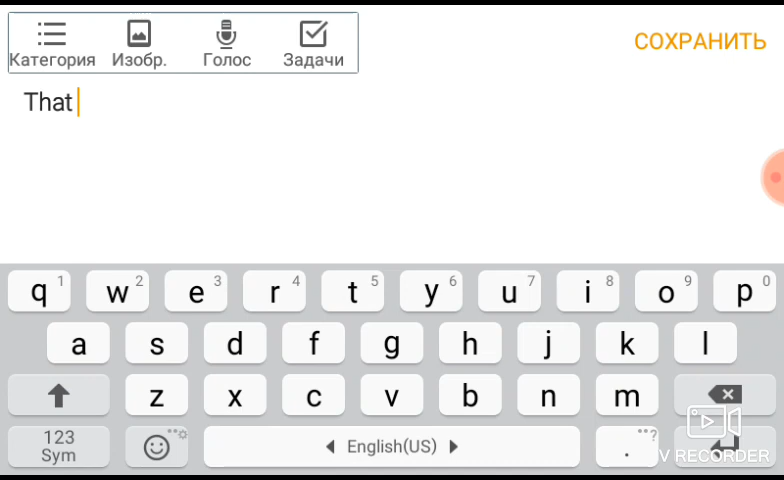 Категория Изобр. Голос Задачи
СОХРАНИТЬ
That
q 1 w 2 e 3 r 4 t 5 y 6 u 7 i 8 o 9 p 0
a s d f g h j k l
z x c v b n m
123 Sym English(US) . ?
V RECORDER